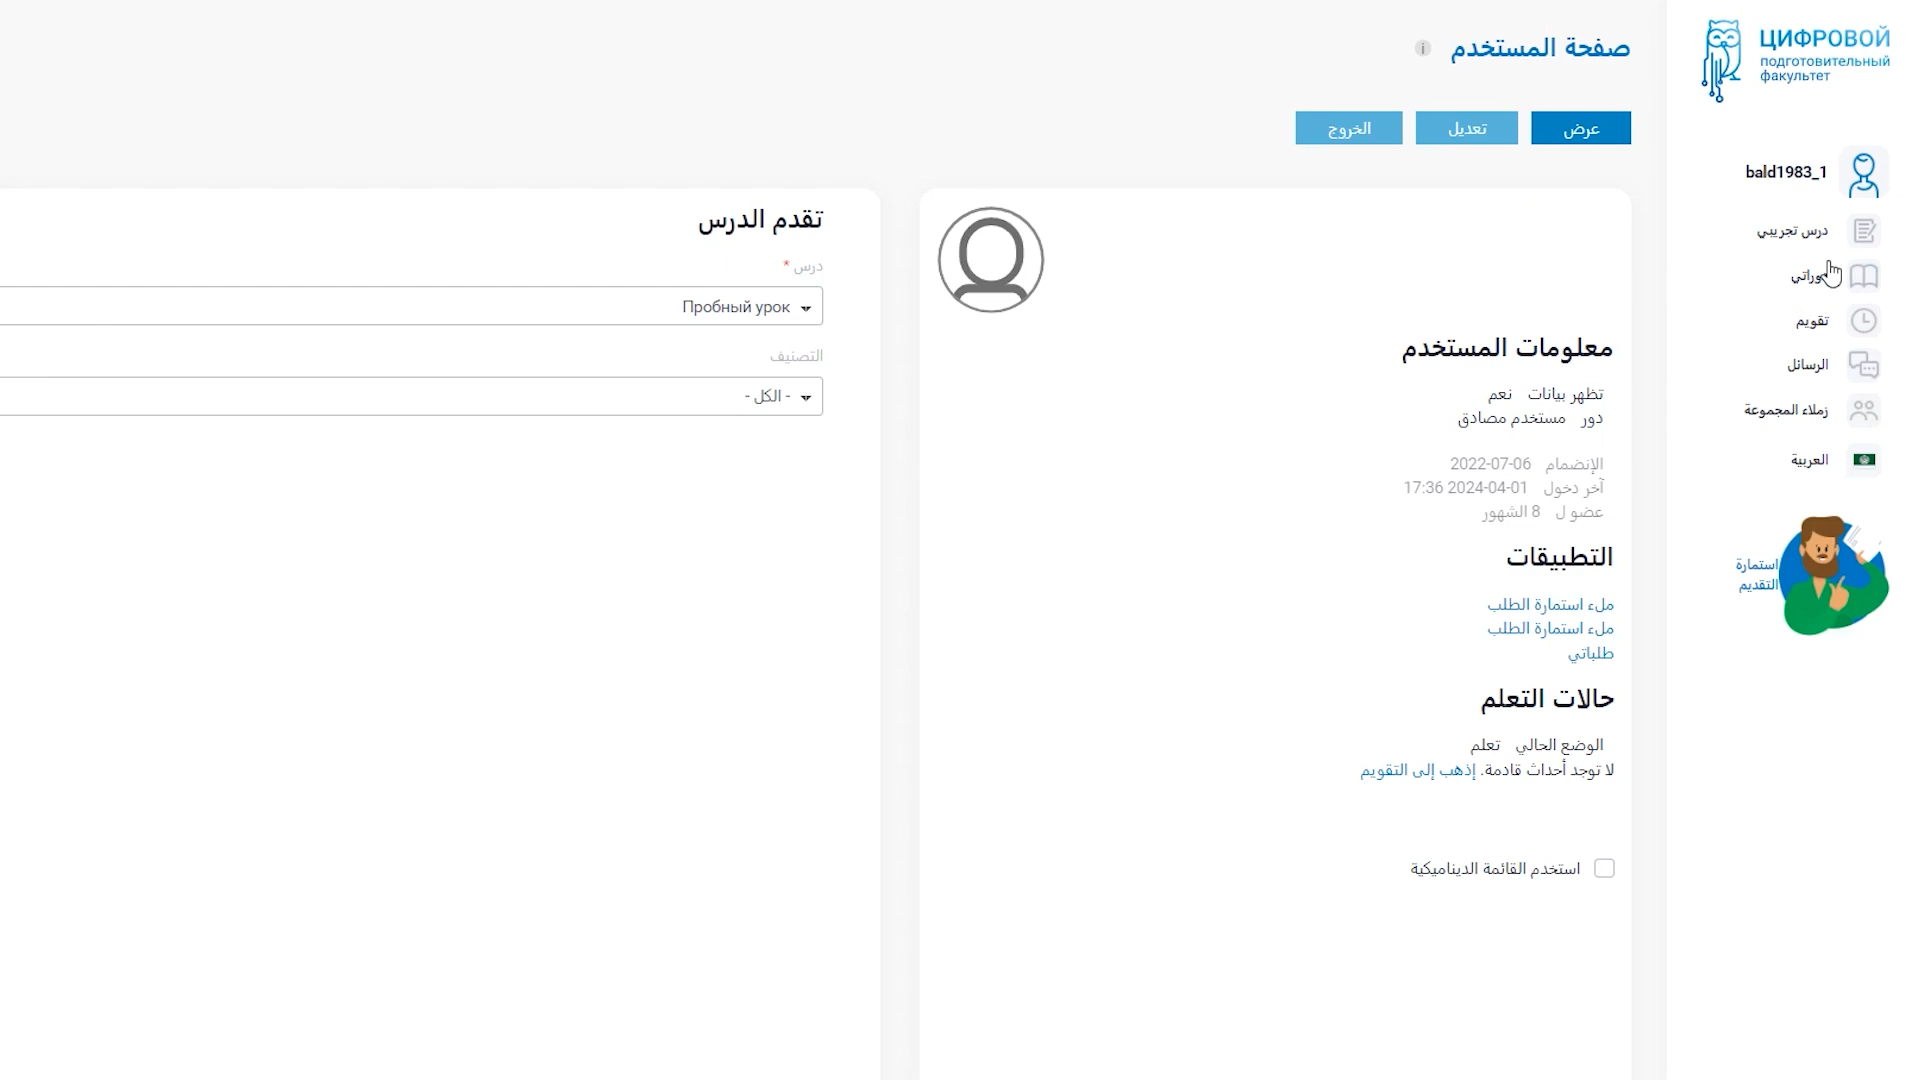 ЦИФРОВОЙ
подготовительный
факультет
bald1983_1
درس تجريبي
تقويم
الرسائل
زملاء المجموعة
العربية
استمارة
التقديم
صفحة المستخدم
عرض
تعديل
الخروج
معلومات المستخدم
تظهر بيانات نعم
دور مستخدم مصادق
الإنضمام 2022-07-06
آخر دخول 2024-04-01 17:36
عضو ل 8 الشهور
التطبيقات
ملء استمارة الطلب
ملء استمارة الطلب
طلباتي
حالات التعلم
الوضع الحالي تعلم
لا توجد أحداث قادمة. إذهب إلى التقويم
استخدم القائمة الديناميكية
تقدم الدرس
درس *
Пробный урок
التصنيف
- الكل -